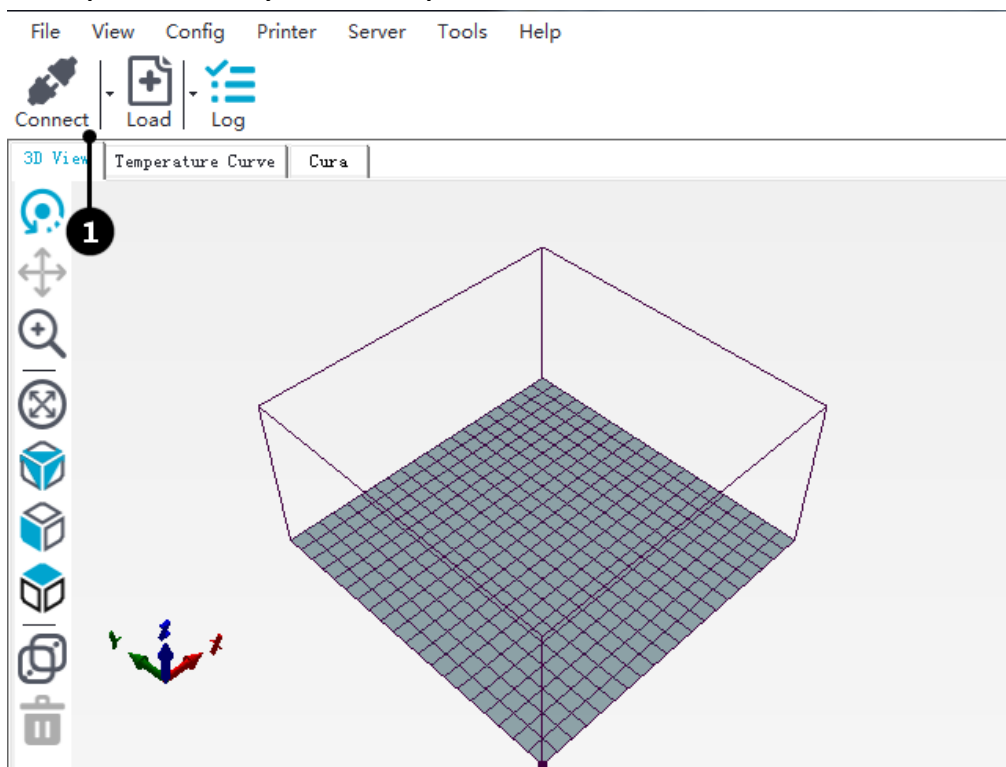 File View Config Printer Server Tools Help
Connect Load Log
3D View Temperature Curve Cura
1
Y Z X